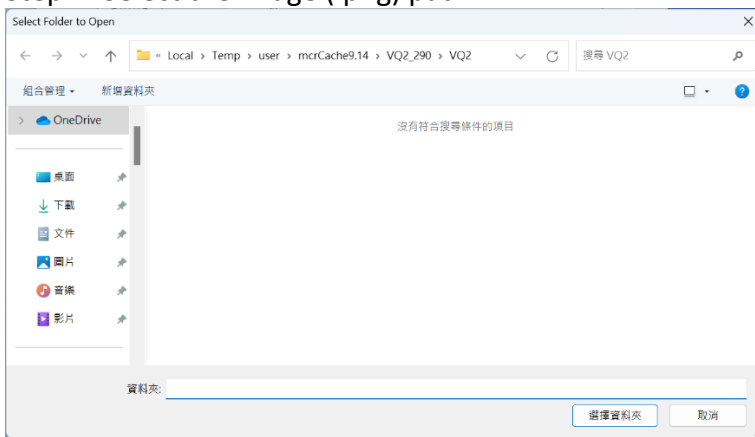 Select Folder to Open
« Local › Temp › user › mcrCache9.14 › VQ2_290 › VQ2
搜尋 VQ2
組合管理
新增資料夾
OneDrive
沒有符合搜尋條件的項目
桌面
下載
文件
圖片
音樂
影片
資料夾:
選擇資料夾
取消